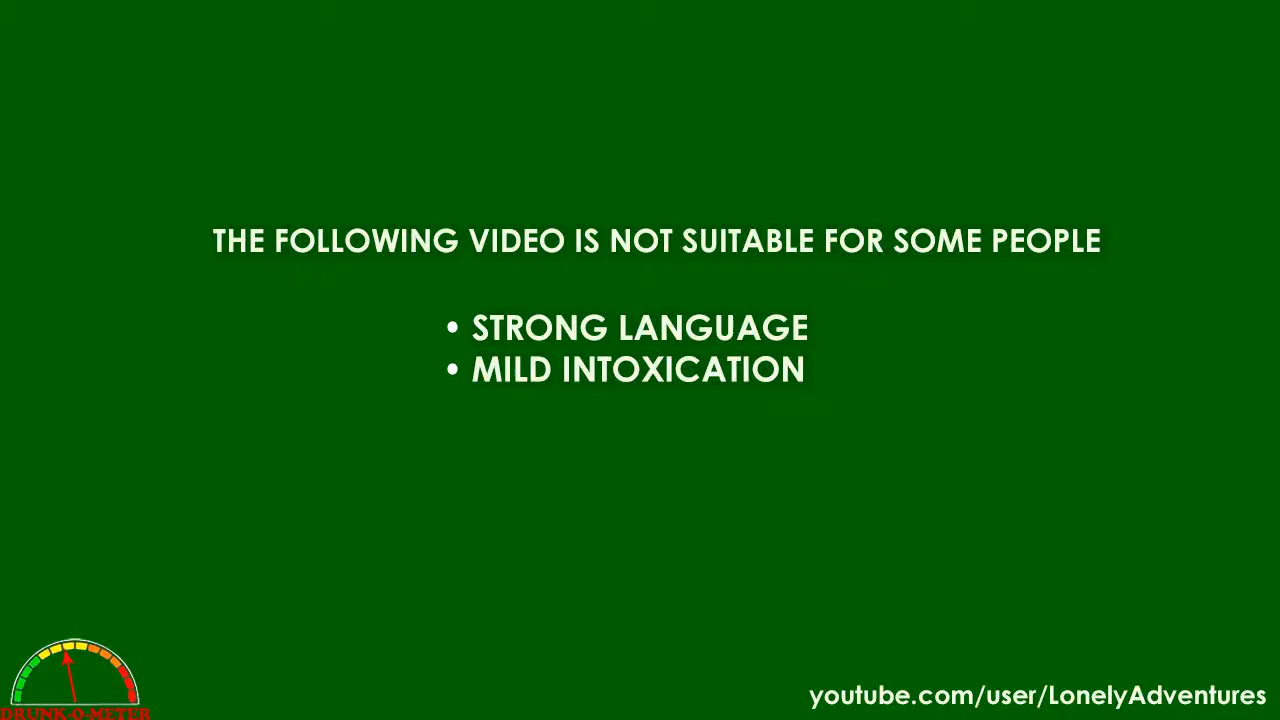 THE FOLLOWING VIDEO IS NOT SUITABLE FOR SOME PEOPLE
• STRONG LANGUAGE
• MILD INTOXICATION
youtube.com/user/LonelyAdventures
DRUNK-O-METER